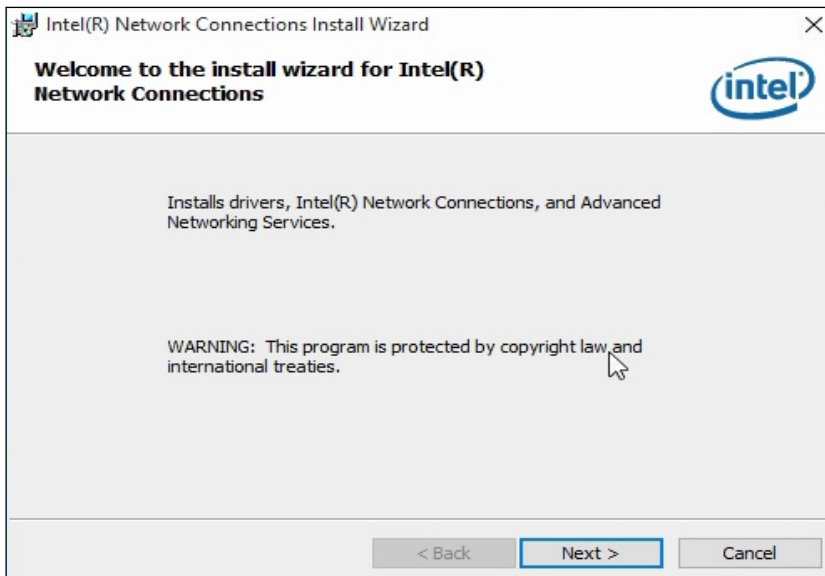 Intel(R) Network Connections Install Wizard
Welcome to the install wizard for Intel(R)
Network Connections
intel
Installs drivers, Intel(R) Network Connections, and Advanced
Networking Services.
WARNING: This program is protected by copyright law and
international treaties.
< Back
Next >
Cancel